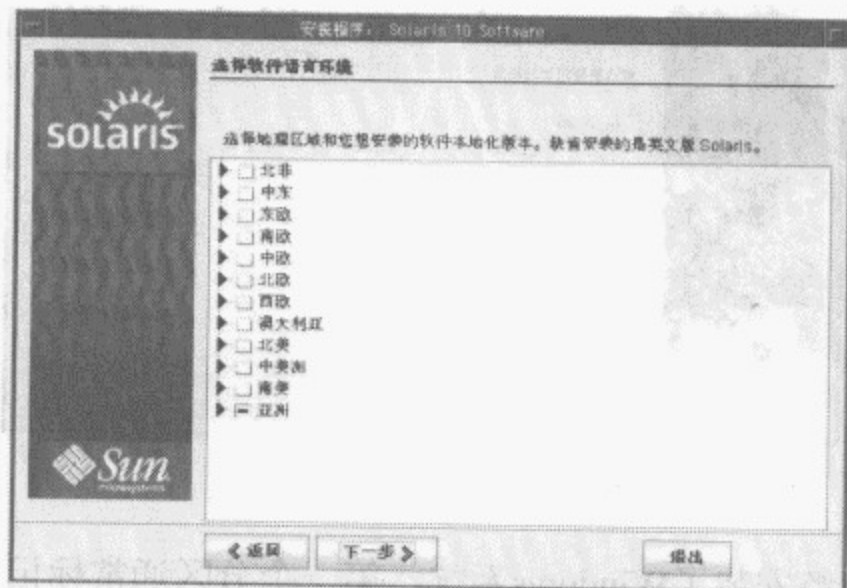 安装程序： Solaris 10 Software
选择软件语言环境
solaris
选择地理区域和您想安装的软件本地化版本。缺省安装的是英文版 Solaris。
北非
中东
东欧
南欧
中欧
北欧
西欧
澳大利亚
北美
中美洲
南美
亚洲
Sun
microsystems
返回 下一步 退出